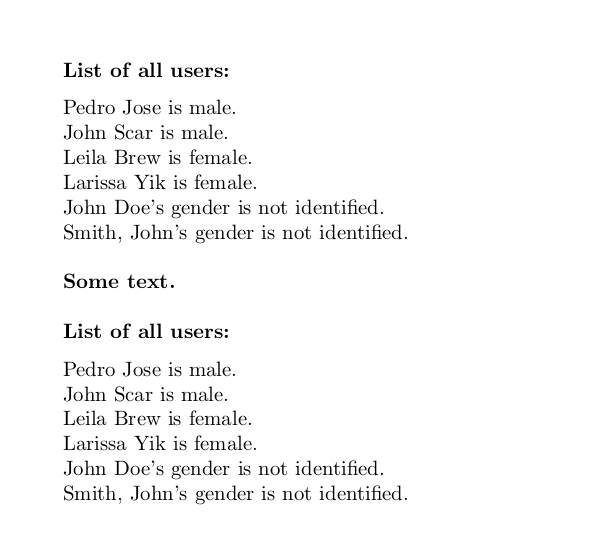 List of all users:
Pedro Jose is male.
John Scar is male.
Leila Brew is female.
Larissa Yik is female.
John Doe's gender is not identified.
Smith, John's gender is not identified.
Some text.
List of all users:
Pedro Jose is male.
John Scar is male.
Leila Brew is female.
Larissa Yik is female.
John Doe's gender is not identified.
Smith, John's gender is not identified.